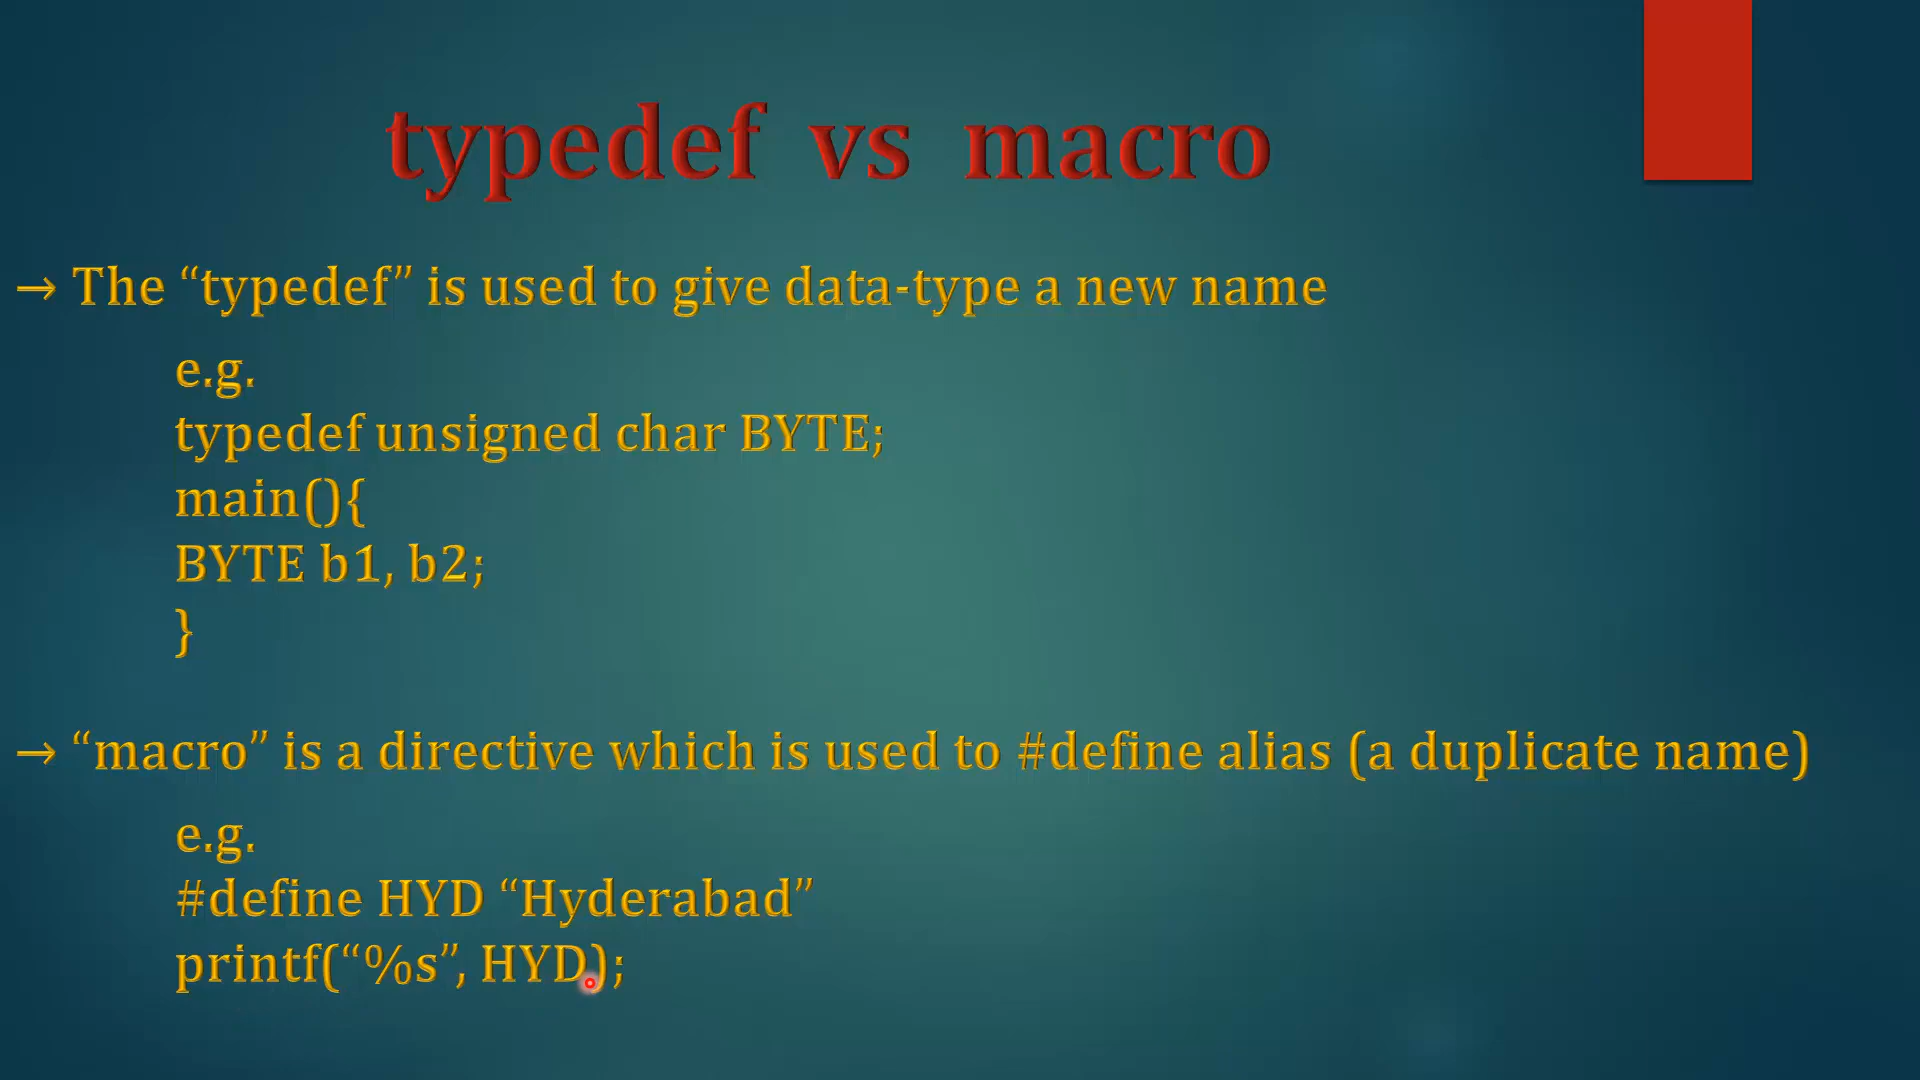 typedef vs macro
→ The “typedef” is used to give data-type a new name
e.g.
typedef unsigned char BYTE;
main(){
BYTE b1, b2;
}
→ “macro” is a directive which is used to #define alias (a duplicate name)
e.g.
#define HYD “Hyderabad”
printf(“%s”, HYD);